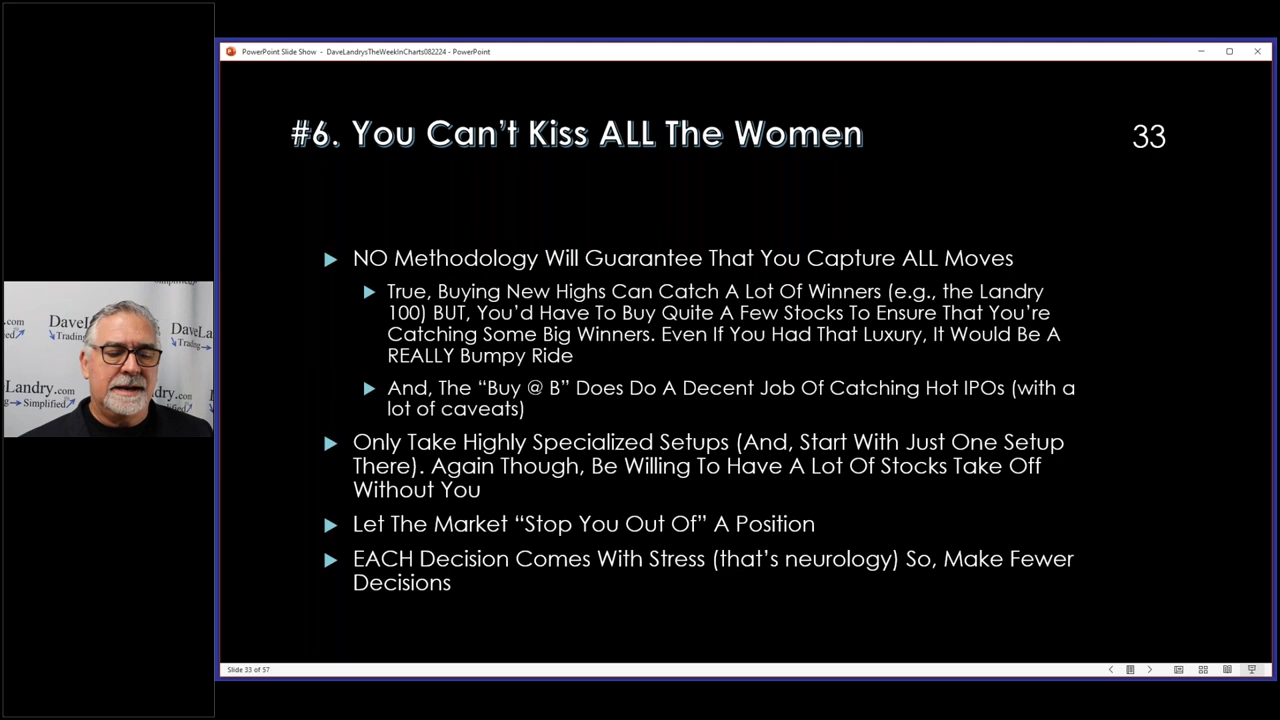 PowerPoint Slide Show - DaveLandrysTheWeekInCharts082224 - PowerPoint
#6. You Can't Kiss ALL The Women
33
NO Methodology Will Guarantee That You Capture ALL Moves
True, Buying New Highs Can Catch A Lot Of Winners (e.g., the Landry
100) BUT, You'd Have To Buy Quite A Few Stocks To Ensure That You're
Catching Some Big Winners. Even If You Had That Luxury, It Would Be A
REALLY Bumpy Ride
And, The “Buy @ B” Does Do A Decent Job Of Catching Hot IPOs (with a
lot of caveats)
Only Take Highly Specialized Setups (And, Start With Just One Setup
There). Again Though, Be Willing To Have A Lot Of Stocks Take Off
Without You
Let The Market “Stop You Out Of” A Position
EACH Decision Comes With Stress (that's neurology) So, Make Fewer
Decisions
Slide 33 of 57
.com
DaveLa
Trading
DaveLa
Trading
Landry.com
Simplified